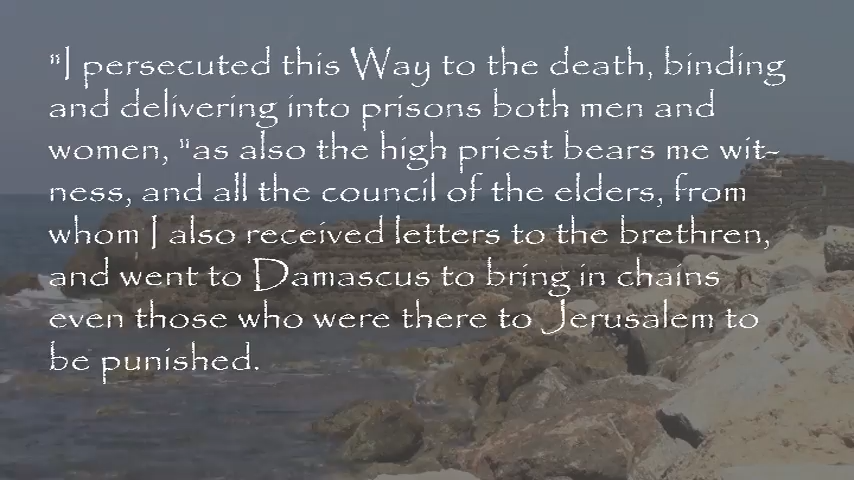 "I persecuted this Way to the death, binding
and delivering into prisons both men and
women, "as also the high priest bears me wit-
ness, and all the council of the elders, from
whom I also received letters to the brethren,
and went to Damascus to bring in chains
even those who were there to Jerusalem to
be punished.